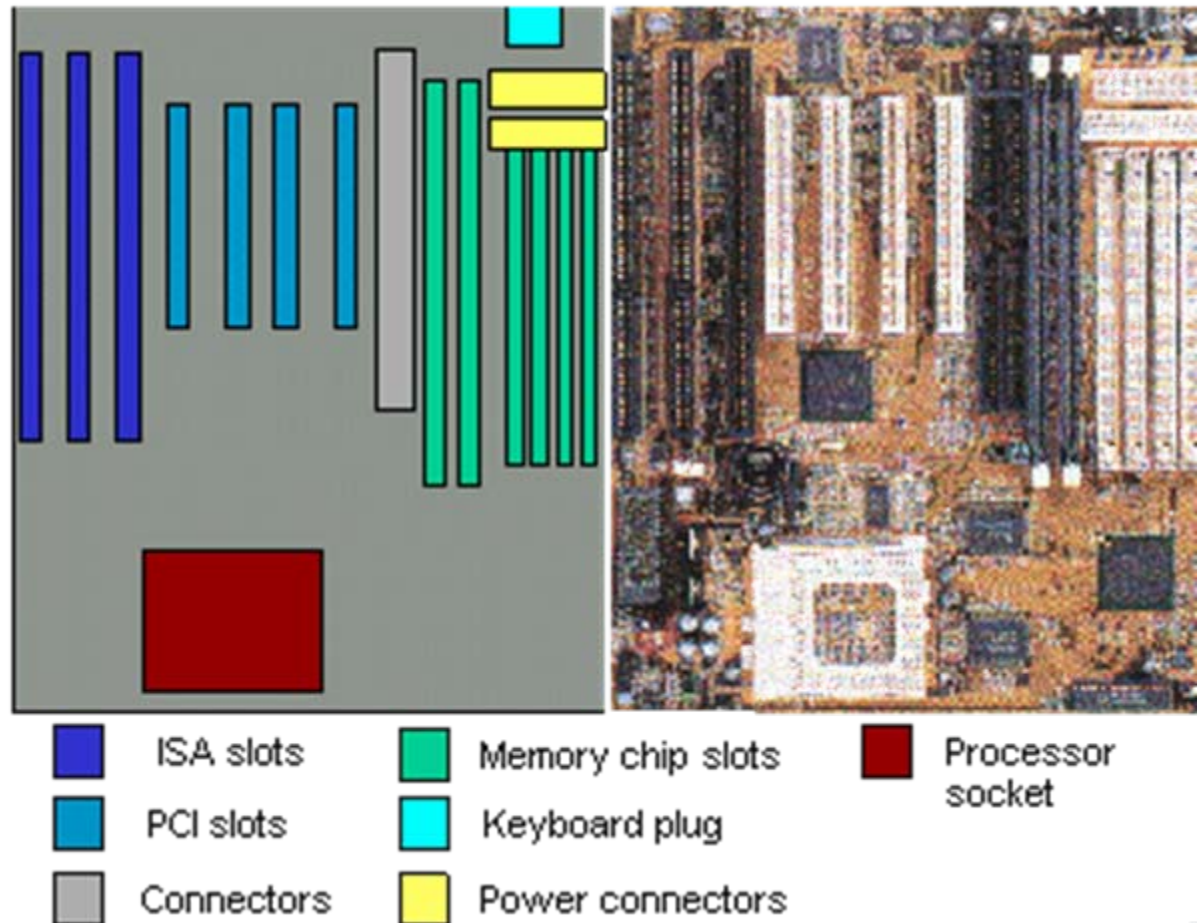 ISA slots
PCI slots
Connectors
Memory chip slots
Keyboard plug
Power connectors
Processor
socket